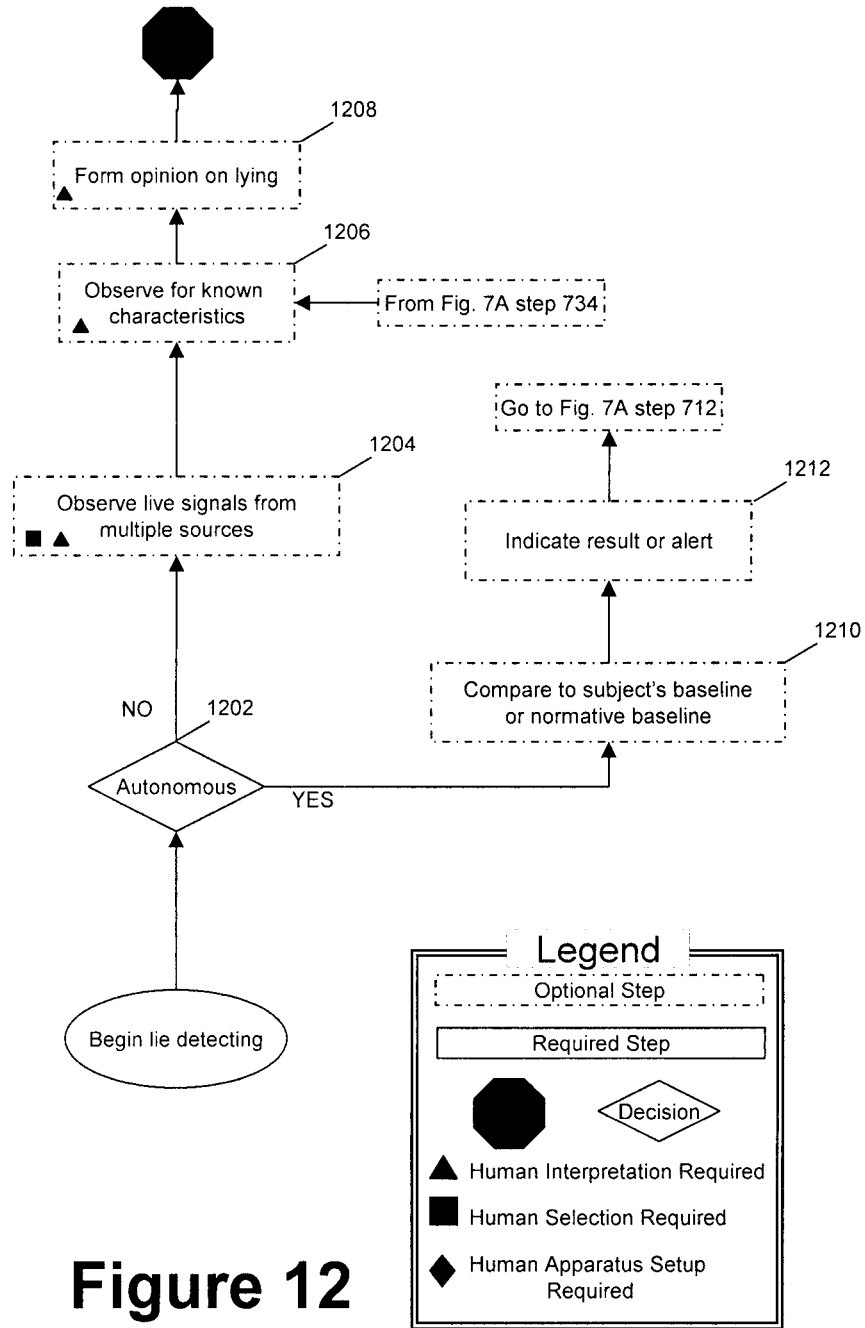 1208
Form opinion on lying
1206
Observe for known
characteristics
From Fig. 7A step 734
Go to Fig. 7A step 712
1204
Observe live signals from
multiple sources
1212
Indicate result or alert
1210
Compare to subject's baseline
or normative baseline
NO
1202
Autonomous
YES
Begin lie detecting
Legend
Optional Step
Required Step
Decision
Human Interpretation Required
Human Selection Required
Human Apparatus Setup
Required
Figure 12